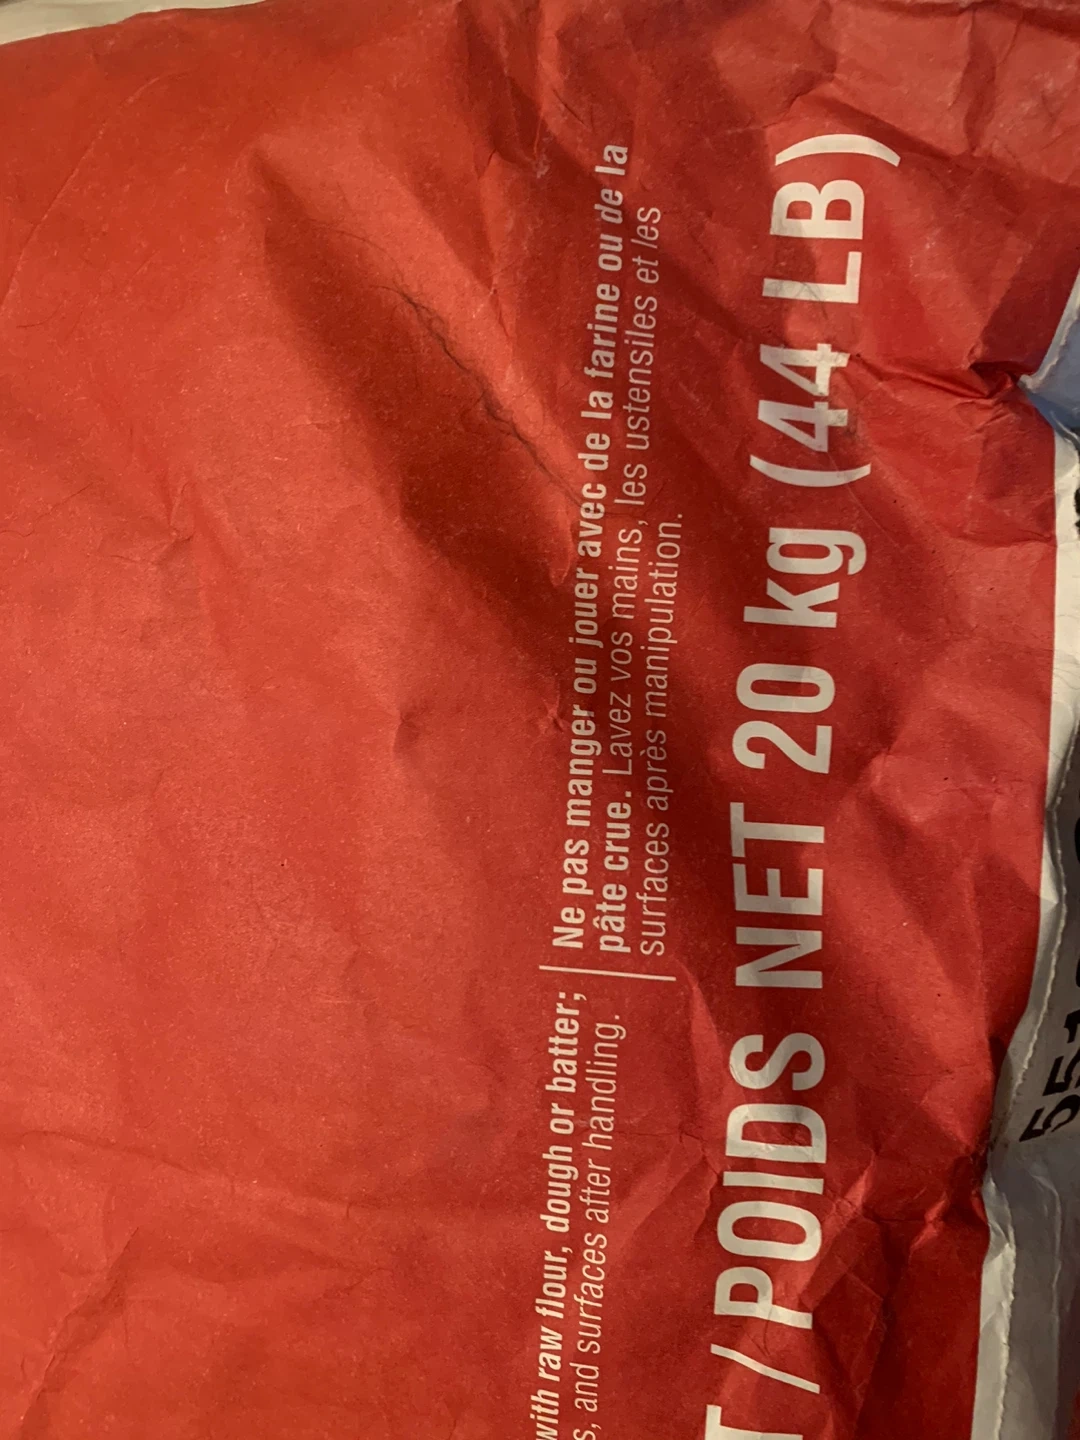 with raw flour, dough or batter;
s, and surfaces after handling.
Ne pas manger ou jouer avec de la farine ou de la
pâte crue. Lavez vos mains, les ustensiles et les
surfaces après manipulation.
T / POIDS NET 20 kg (44 LB)
551